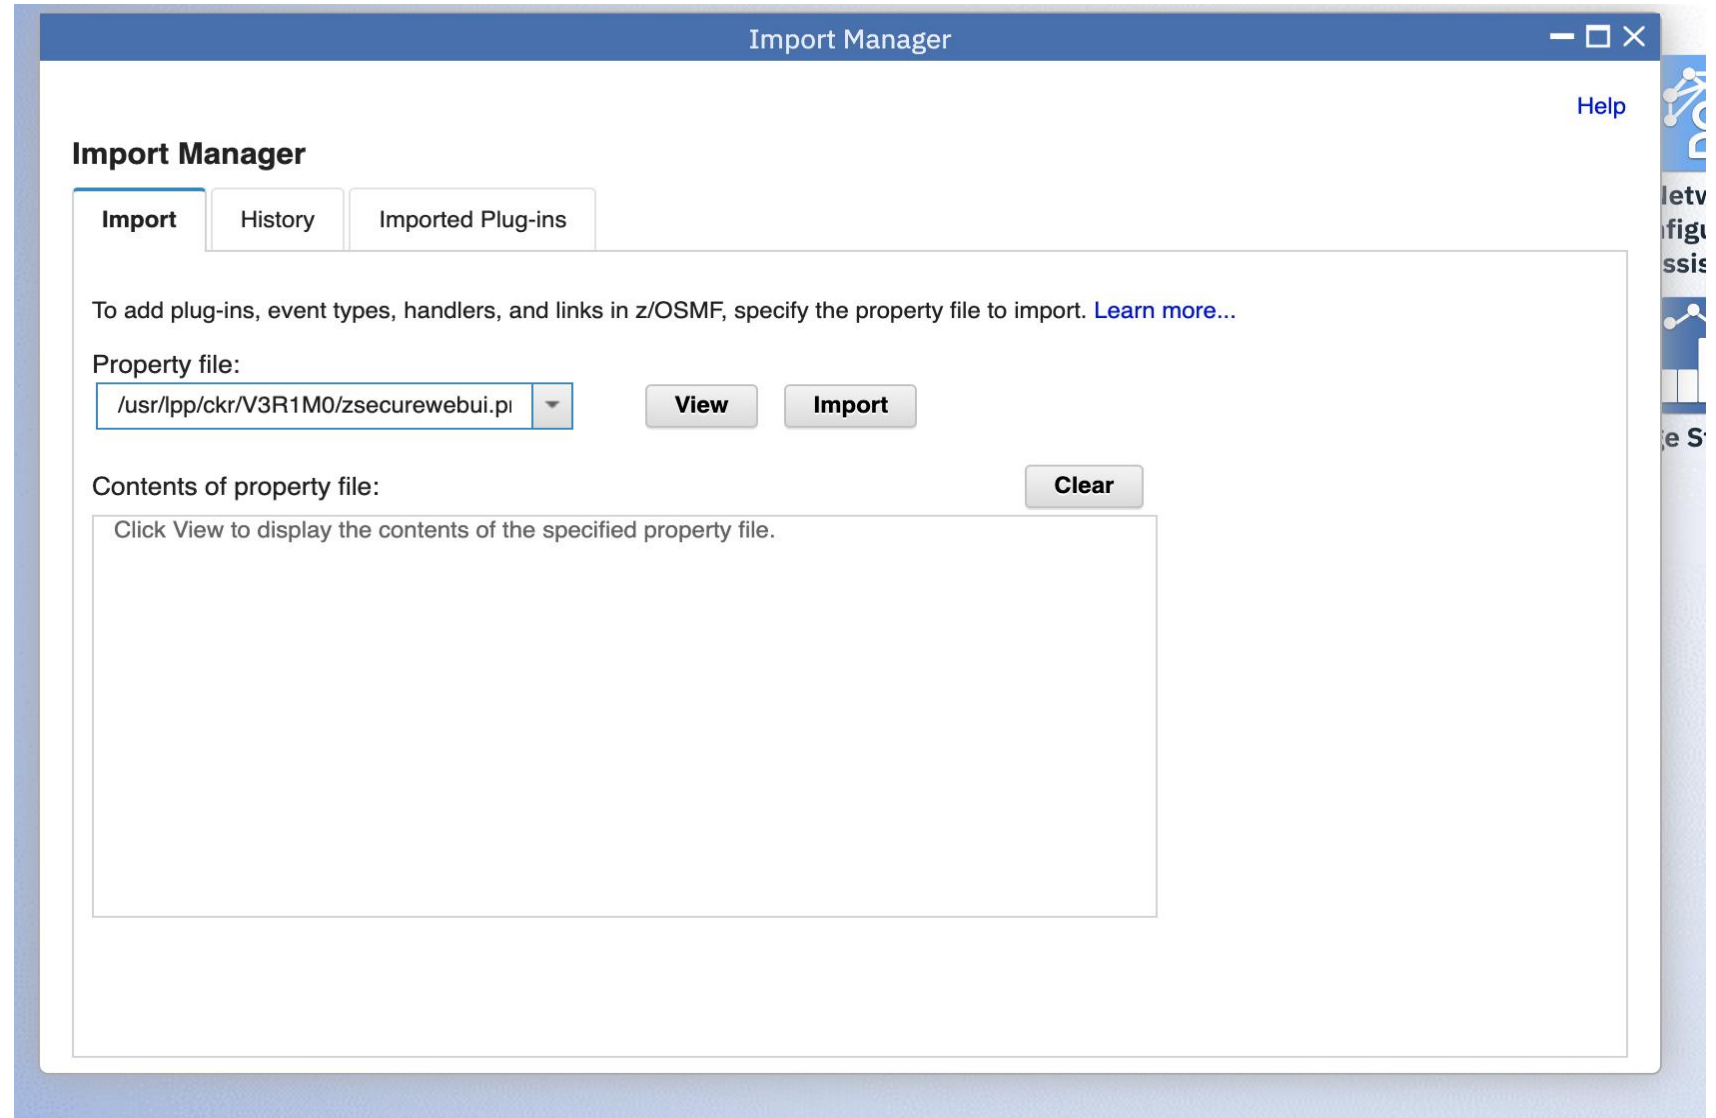 Import Manager
Help
Import Manager
Import
History
Imported Plug-ins
To add plug-ins, event types, handlers, and links in z/OSMF, specify the property file to import. Learn more...
Property file:
/usr/lpp/ckr/V3R1M0/zsecurewebui.pr
View
Import
Contents of property file:
Clear
Click View to display the contents of the specified property file.